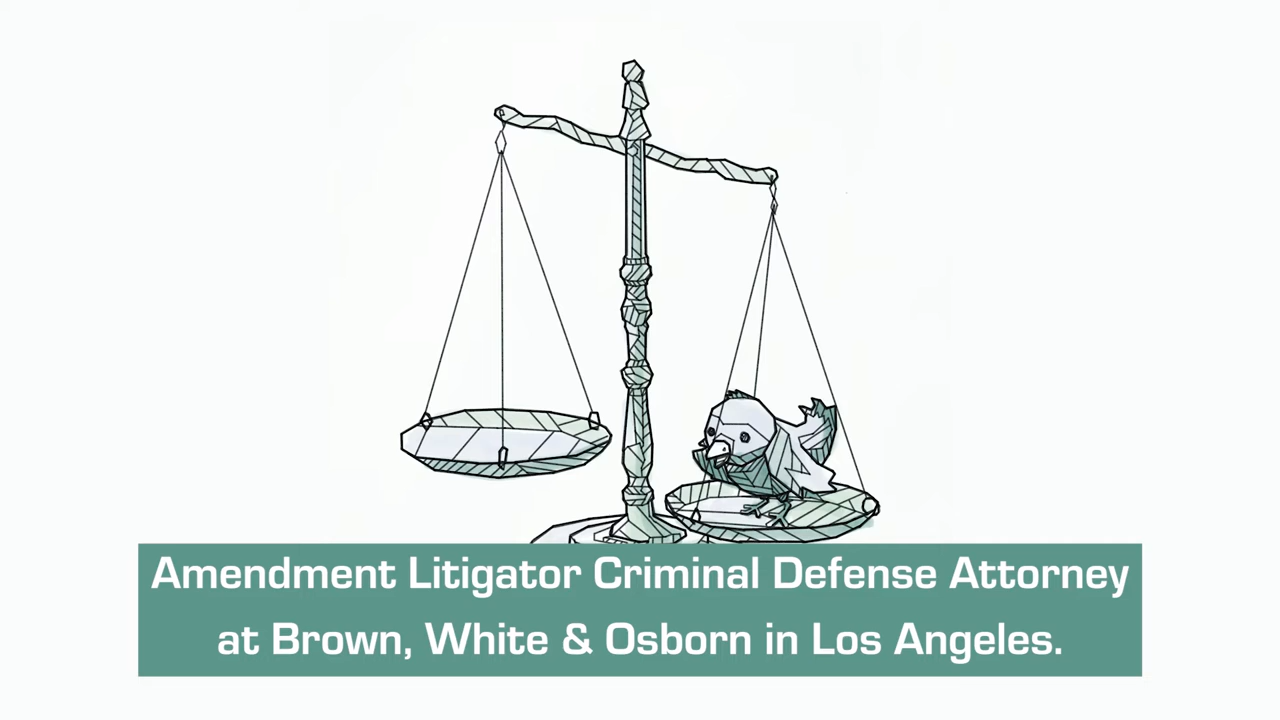 Amendment Litigator Criminal Defense Attorney
at Brown, White & Osborn in Los Angeles.